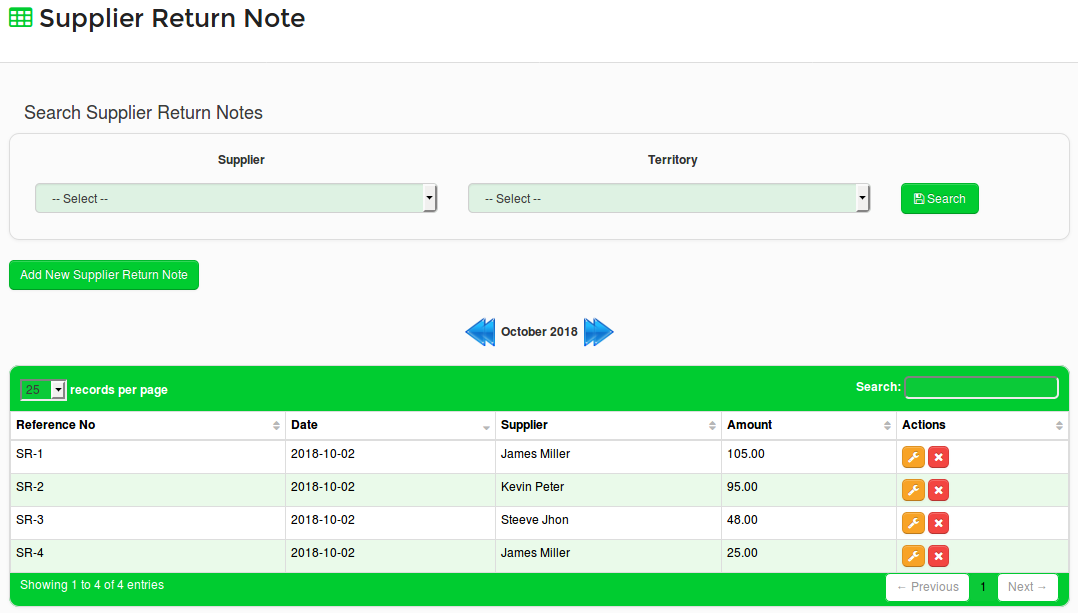 Supplier Return Note
Search Supplier Return Notes
Supplier Territory
-- Select -- -- Select -- Search
Add New Supplier Return Note
October 2018
25 records per page Search:
Reference No Date Supplier Amount Actions
SR-1 2018-10-02 James Miller 105.00
SR-2 2018-10-02 Kevin Peter 95.00
SR-3 2018-10-02 Steeve Jhon 48.00
SR-4 2018-10-02 James Miller 25.00
Showing 1 to 4 of 4 entries ← Previous 1 Next →